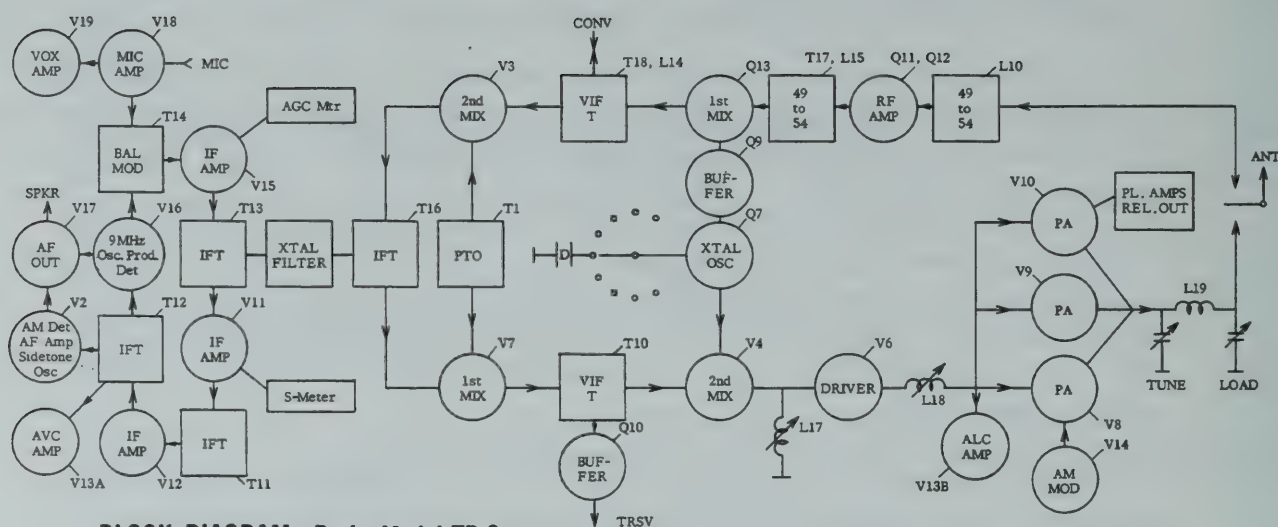 V19
V18
VOX
AMP
MIC
AMP
MIC
T14
BAL
MOD
AGC Mtr
IF
AMP
V15
SPKR
V17
AF
OUT
V16
9MHz
Osc. Prod.
Det
T13
IFT
XTAL
FILTER
T16
IFT
T1
PTO
V2
AM Det
AF Amp
Sidetone
Osc
T12
IFT
V11
IF
AMP
S-Meter
AVC
AMP
V13A
IF
AMP
V12
IFT
T11
V3
2nd
MIX
CONV
T18, L14
VIF
T
Q13
1st
MIX
T17, L15
49
to
54
Q11, Q12
RF
AMP
L10
49
to
54
Q9
BUF-
FER
Q7
XTAL
OSC
D
V7
1st
MIX
T10
VIF
T
Q10
BUF-
FER
TRSV
V4
2nd
MIX
L17
V6
DRIVER
L18
ALC
AMP
V13B
V10
PA
PL. AMPS
REL. OUT
V9
PA
PA
V8
V14
AM
MOD
L19
TUNE
LOAD
ANT
BLOCK DIAGRAM, Drake Model TR-6